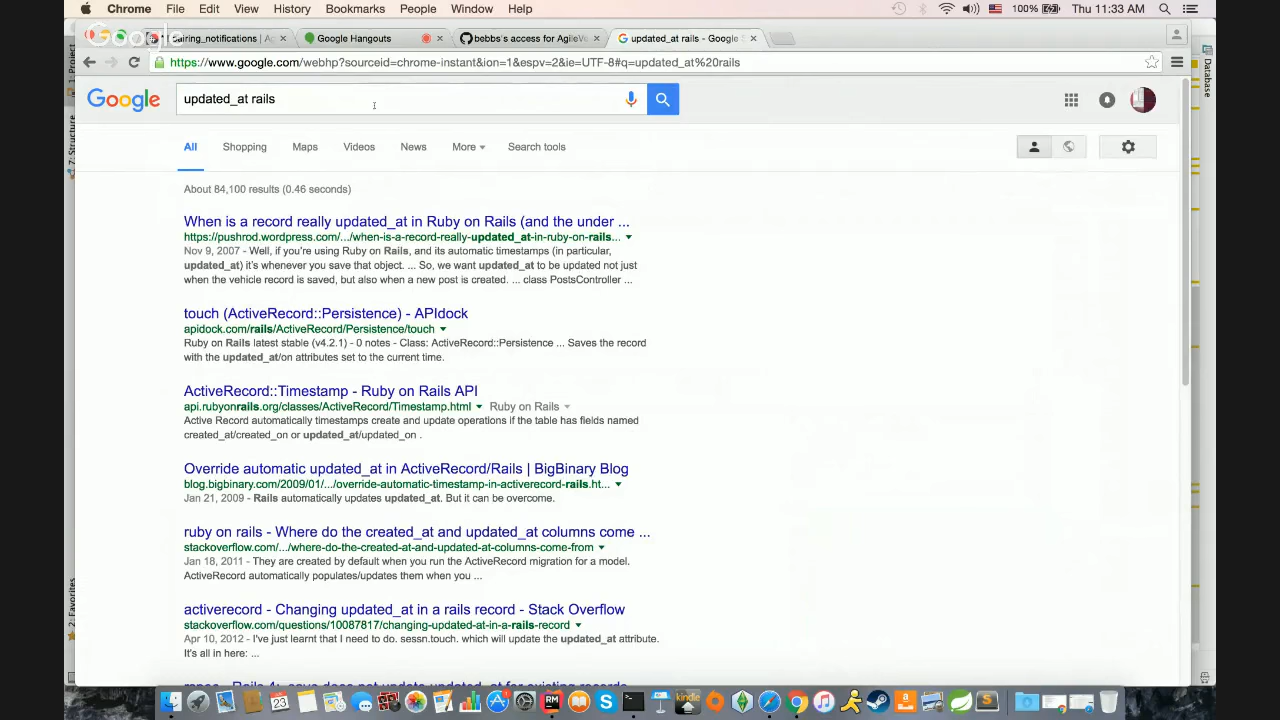 Chrome File Edit View History Bookmarks People Window Help
100% Thu 11:33 AM
Google
airing_notifications | Ag
Google Hangouts
bebbs's access for AgileVe
updated_at rails - Google
https://www.google.com/webhp?sourceid=chrome-instant&ion=1&espv=2&ie=UTF-8#q=updated_at%20rails
1: Project
7: Structure
2: Favorites
Database
Google
updated_at rails
All Shopping Maps Videos News More Search tools
About 84,100 results (0.46 seconds)
When is a record really updated_at in Ruby on Rails (and the under ...
https://pushrod.wordpress.com/.../when-is-a-record-really-updated_at-in-ruby-on-rails...
Nov 9, 2007 - Well, if you're using Ruby on Rails, and its automatic timestamps (in particular,
updated_at) it's whenever you save that object. ... So, we want updated_at to be updated not just
when the vehicle record is saved, but also when a new post is created. ... class PostsController ...
touch (ActiveRecord::Persistence) - APIdock
apidock.com/rails/ActiveRecord/Persistence/touch
Ruby on Rails latest stable (v4.2.1) - 0 notes - Class: ActiveRecord::Persistence ... Saves the record
with the updated_at/on attributes set to the current time.
ActiveRecord::Timestamp - Ruby on Rails API
api.rubyonrails.org/classes/ActiveRecord/Timestamp.html Ruby on Rails
Active Record automatically timestamps create and update operations if the table has fields named
created_at/created_on or updated_at/updated_on .
Override automatic updated_at in ActiveRecord/Rails | BigBinary Blog
blog.bigbinary.com/2009/01/.../override-automatic-timestamp-in-activerecord-rails.ht...
Jan 21, 2009 - Rails automatically updates updated_at. But it can be overcome.
ruby on rails - Where do the created_at and updated_at columns come ...
stackoverflow.com/.../where-do-the-created-at-and-updated-at-columns-come-from
Jan 18, 2011 - They are created by default when you run the ActiveRecord migration for a model.
ActiveRecord automatically populates/updates them when you ...
activerecord - Changing updated_at in a rails record - Stack Overflow
stackoverflow.com/questions/10087817/changing-updated-at-in-a-rails-record
Apr 10, 2012 - I've just learnt that I need to do. sessn.touch. which will update the updated_at attribute.
It's all in here: ...
RM
kindle